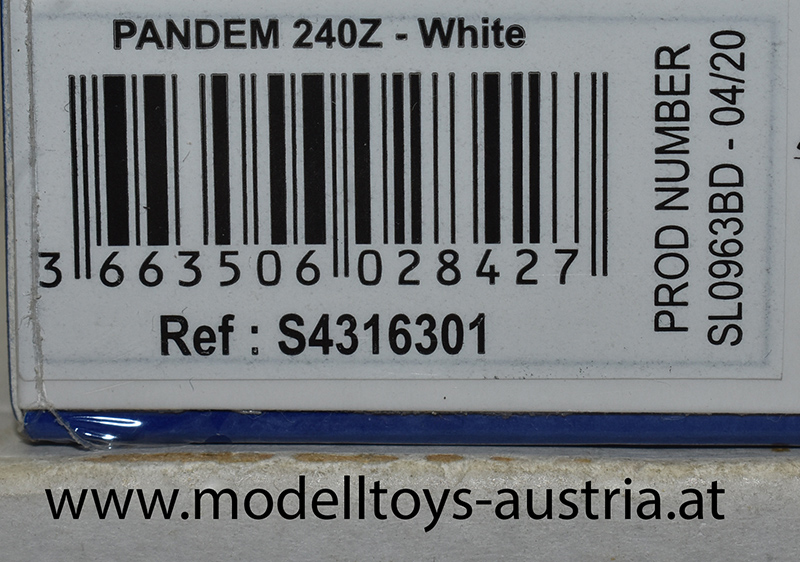 PANDEM 240Z - White
3 663506 028427
Ref : S4316301
PROD NUMBER
SL0963BD - 04/20
www.modelltoys-austria.at